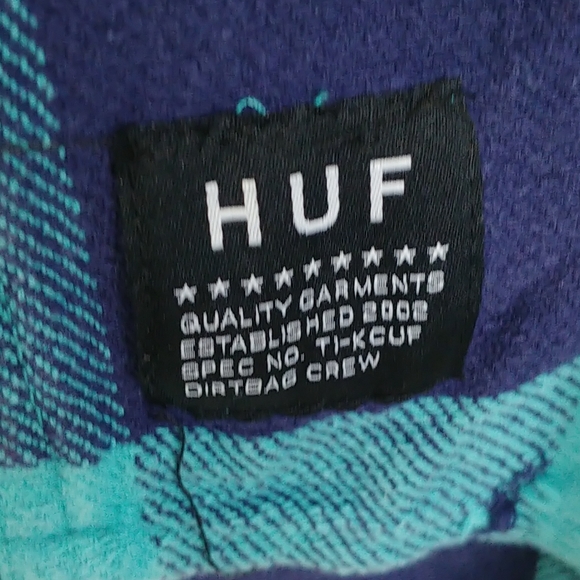 HUF
★★★★★★★★★
QUALITY GARMENTS
ESTABLISHED 2002
SPEC NO. TI-KCUF
DIRTBAG CREW